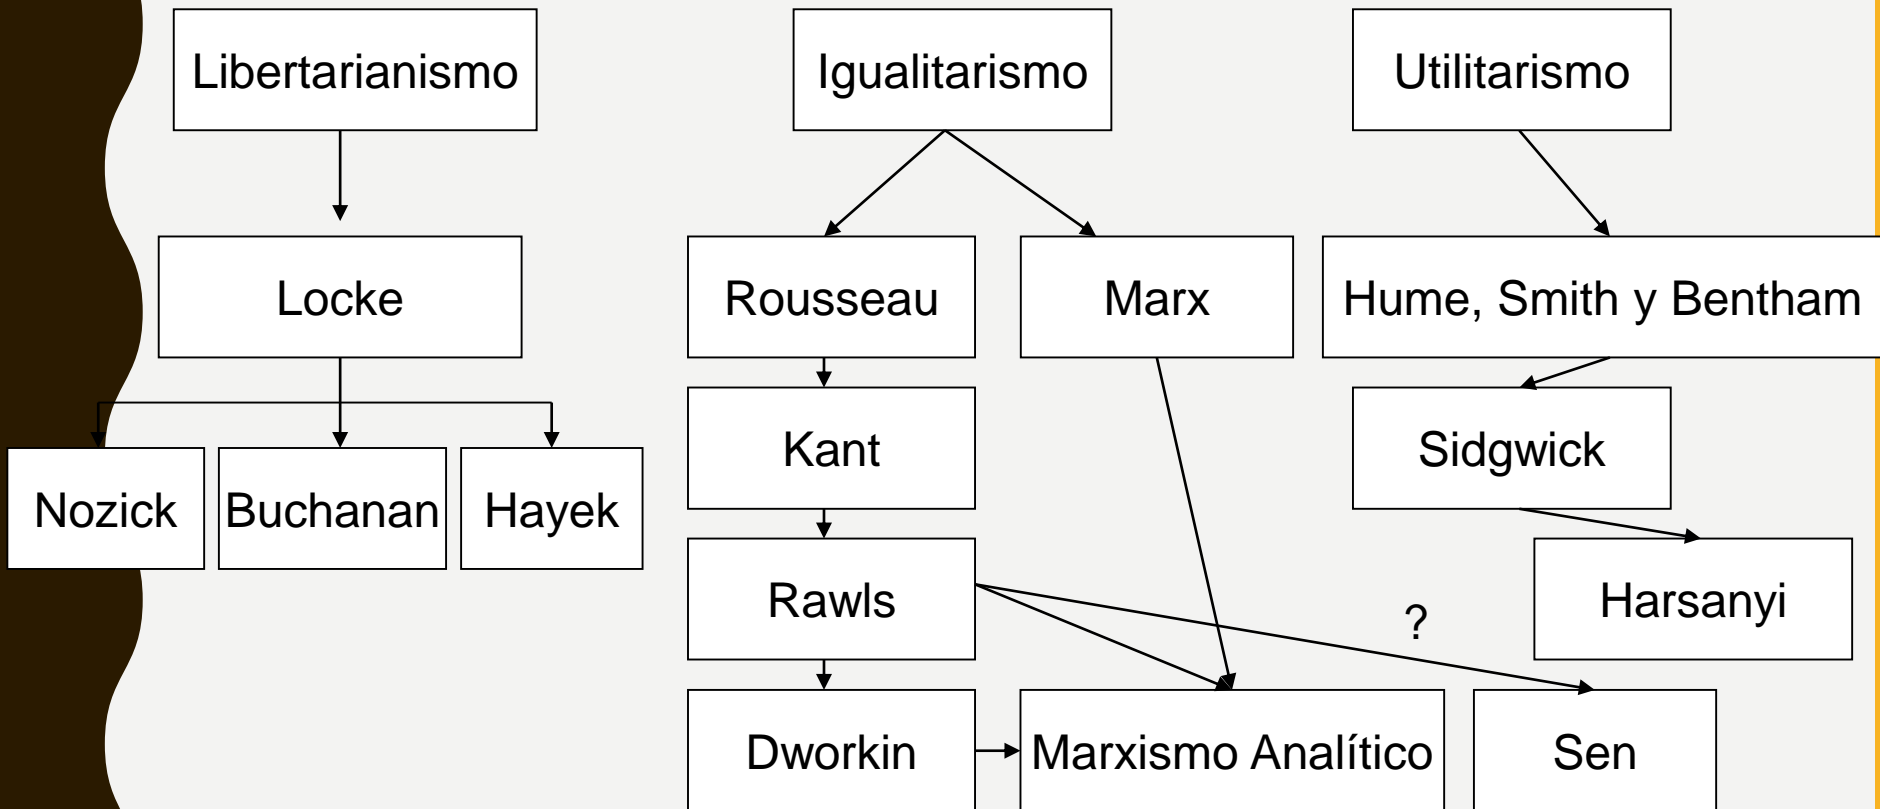 Libertarianismo
Igualitarismo
Utilitarismo
Locke
Rousseau
Marx
Hume, Smith y Bentham
Kant
Sidgwick
Nozick
Buchanan
Hayek
Rawls
?
Harsanyi
Dworkin
Marxismo Analítico
Sen